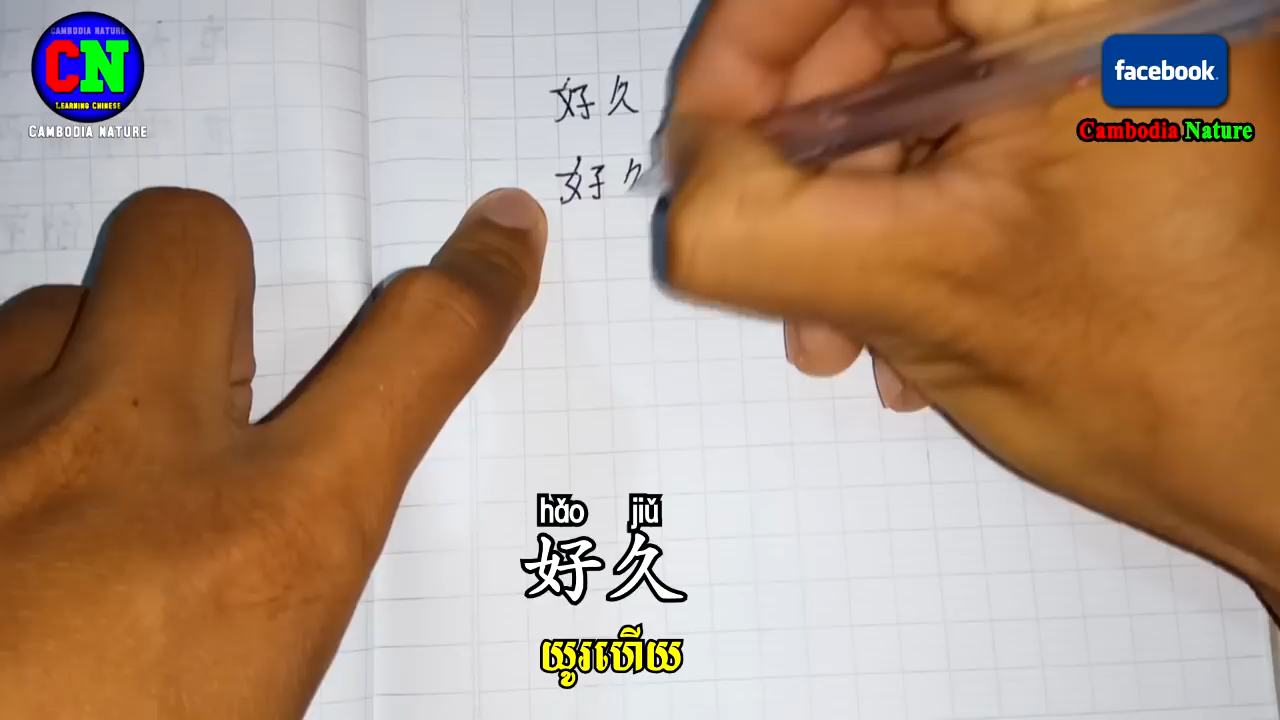 CAMBODIA NATURE
CN
LEARNING CHINESE
CAMBODIA NATURE
facebook
Cambodia Nature
好久
好
hǎo jiǔ
好久
យូរហើយ